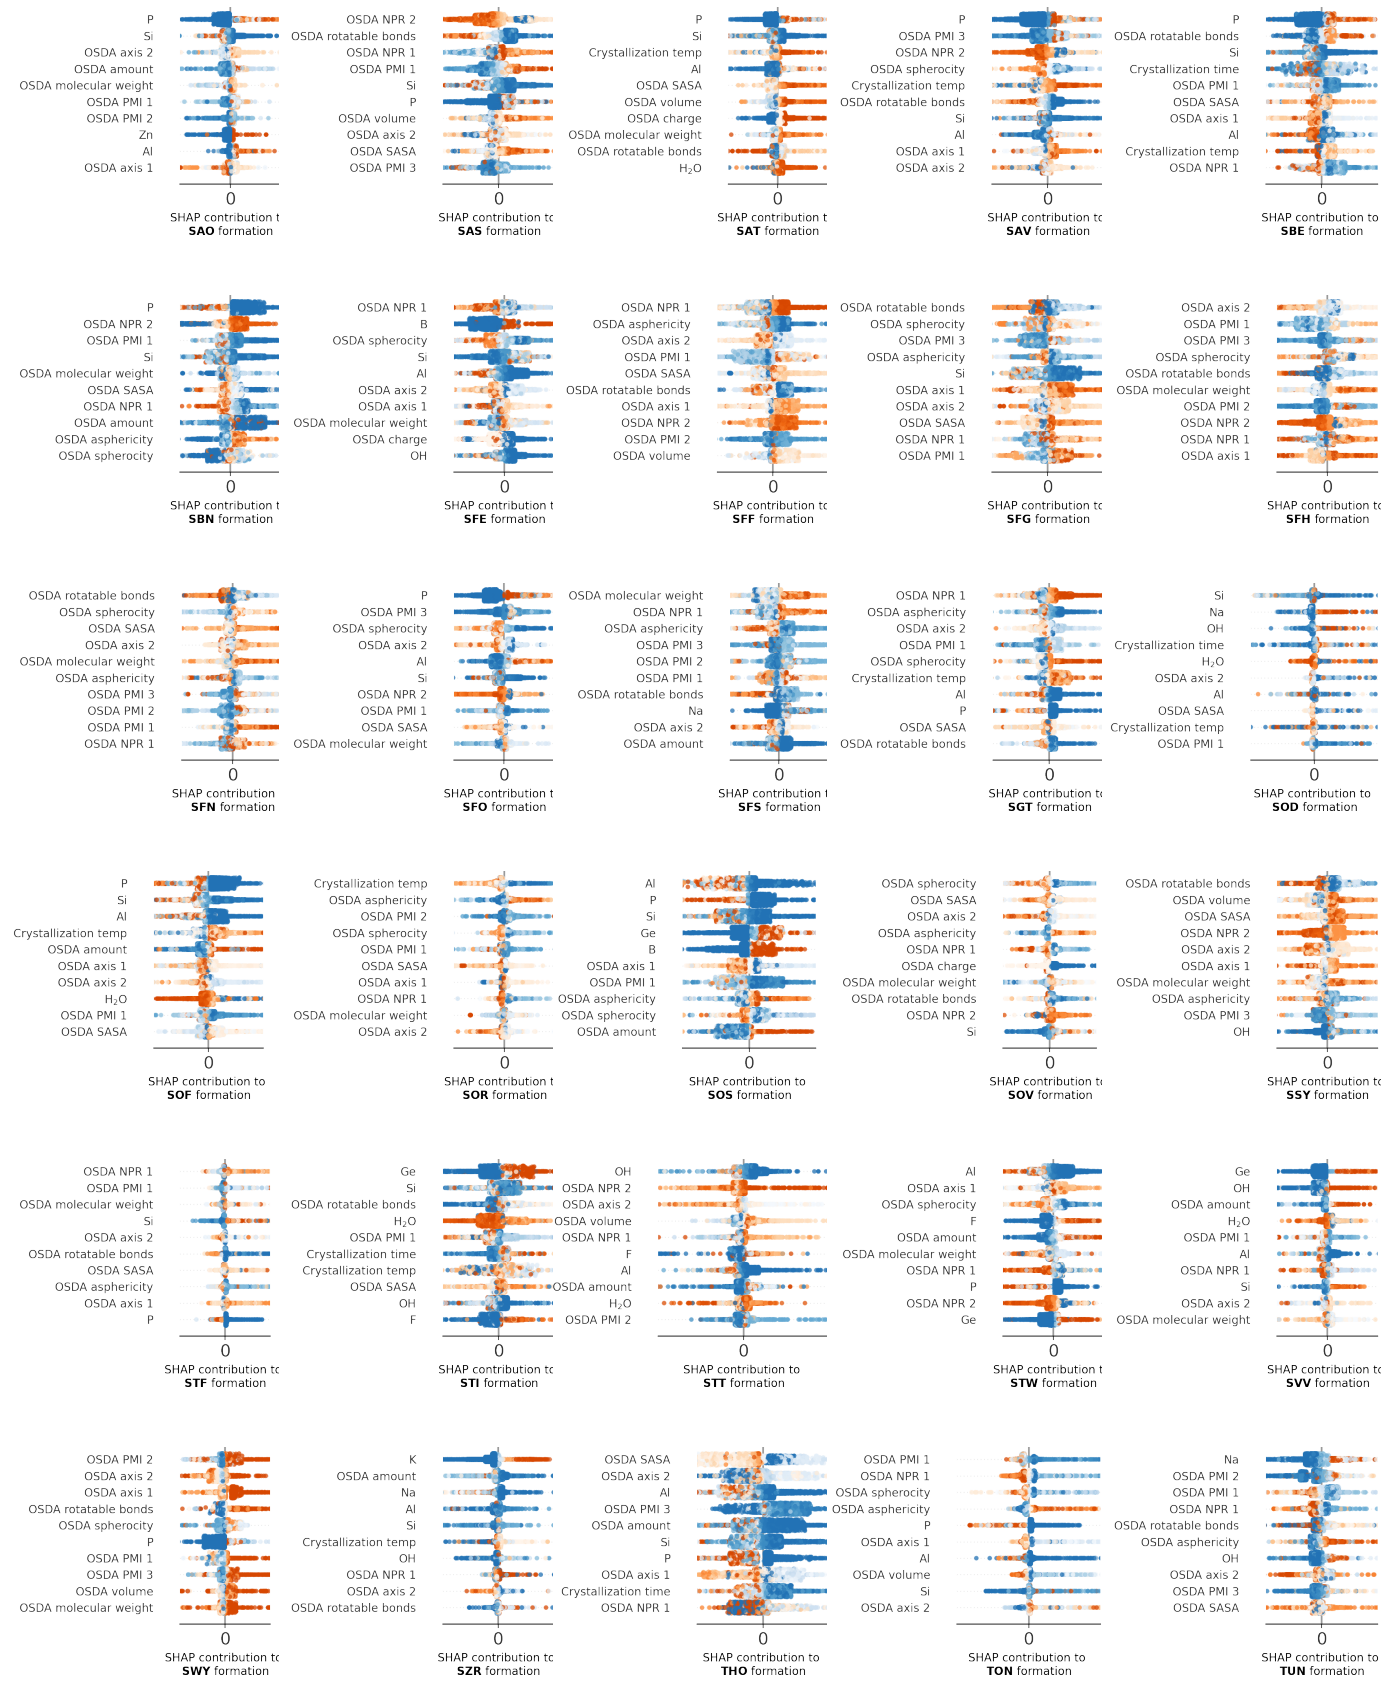 P
Si
OSDA axis 2
OSDA amount
OSDA molecular weight
OSDA PMI 1
OSDA PMI 2
Zn
Al
OSDA axis 1
0
SHAP contribution t
SAO formation
OSDA NPR 2
OSDA rotatable bonds
OSDA NPR 1
OSDA PMI 1
Si
P
OSDA volume
OSDA axis 2
OSDA SASA
OSDA PMI 3
0
SHAP contribution to
SAS formation
P
Si
Crystallization temp
Al
OSDA SASA
OSDA volume
OSDA charge
OSDA molecular weight
OSDA rotatable bonds
H₂O
0
SHAP contribution t
SAT formation
P
OSDA PMI 3
OSDA NPR 2
OSDA spherocity
Crystallization temp
OSDA rotatable bonds
Si
Al
OSDA axis 1
OSDA axis 2
0
SHAP contribution to
SAV formation
P
OSDA rotatable bonds
Si
Crystallization time
OSDA PMI 1
OSDA SASA
OSDA axis 1
Al
Crystallization temp
OSDA NPR 1
0
SHAP contribution to
SBE formation
P
OSDA NPR 2
OSDA PMI 1
Si
OSDA molecular weight
OSDA SASA
OSDA NPR 1
OSDA amount
OSDA asphericity
OSDA spherocity
0
SHAP contribution t
SBN formation
OSDA NPR 1
B
OSDA spherocity
Si
Al
OSDA axis 2
OSDA axis 1
OSDA molecular weight
OSDA charge
OH
0
SHAP contribution t
SFE formation
OSDA NPR 1
OSDA asphericity
OSDA axis 2
OSDA PMI 1
OSDA SASA
OSDA rotatable bonds
OSDA axis 1
OSDA NPR 2
OSDA PMI 2
OSDA volume
0
SHAP contribution to
SFF formation
OSDA rotatable bonds
OSDA spherocity
OSDA PMI 3
OSDA asphericity
Si
OSDA axis 1
OSDA axis 2
OSDA SASA
OSDA NPR 1
OSDA PMI 1
0
SHAP contribution to
SFG formation
OSDA axis 2
OSDA PMI 1
OSDA PMI 3
OSDA spherocity
OSDA rotatable bonds
OSDA molecular weight
OSDA PMI 2
OSDA NPR 2
OSDA NPR 1
OSDA axis 1
0
SHAP contribution to
SFH formation
OSDA rotatable bonds
OSDA spherocity
OSDA SASA
OSDA axis 2
OSDA molecular weight
OSDA asphericity
OSDA PMI 3
OSDA PMI 2
OSDA PMI 1
OSDA NPR 1
0
SHAP contribution
SFN formation
P
OSDA PMI 3
OSDA spherocity
OSDA axis 2
Al
Si
OSDA NPR 2
OSDA PMI 1
OSDA SASA
OSDA molecular weight
0
SHAP contribution t
SFO formation
OSDA molecular weight
OSDA NPR 1
OSDA asphericity
OSDA PMI 3
OSDA PMI 2
OSDA PMI 1
OSDA rotatable bonds
Na
OSDA axis 2
OSDA amount
0
SHAP contribution t
SFS formation
OSDA NPR 1
OSDA asphericity
OSDA axis 2
OSDA PMI 1
OSDA spherocity
Crystallization temp
Al
P
OSDA SASA
OSDA rotatable bonds
0
SHAP contribution to
SGT formation
Si
Na
OH
Crystallization time
H₂O
OSDA axis 2
Al
OSDA SASA
Crystallization temp
OSDA PMI 1
0
SHAP contribution to
SOD formation
P
Si
Al
Crystallization temp
OSDA amount
OSDA axis 1
OSDA axis 2
H₂O
OSDA PMI 1
OSDA SASA
0
SHAP contribution to
SOF formation
Crystallization temp
OSDA asphericity
OSDA PMI 2
OSDA spherocity
OSDA PMI 1
OSDA SASA
OSDA axis 1
OSDA NPR 1
OSDA molecular weight
OSDA axis 2
0
SHAP contribution t
SOR formation
Al
P
Si
Ge
B
OSDA axis 1
OSDA PMI 1
OSDA asphericity
OSDA spherocity
OSDA amount
0
SHAP contribution to
SOS formation
OSDA spherocity
OSDA SASA
OSDA axis 2
OSDA asphericity
OSDA NPR 1
OSDA charge
OSDA molecular weight
OSDA rotatable bonds
OSDA NPR 2
Si
0
SHAP contribution to
SOV formation
OSDA rotatable bonds
OSDA volume
OSDA SASA
OSDA NPR 2
OSDA axis 2
OSDA axis 1
OSDA molecular weight
OSDA asphericity
OSDA PMI 3
OH
0
SHAP contribution to
SSY formation
OSDA NPR 1
OSDA PMI 1
OSDA molecular weight
Si
OSDA axis 2
OSDA rotatable bonds
OSDA SASA
OSDA asphericity
OSDA axis 1
P
0
SHAP contribution to
STF formation
Ge
Si
OSDA rotatable bonds
H₂O
OSDA PMI 1
Crystallization time
Crystallization temp
OSDA SASA
OH
F
0
SHAP contribution to
STI formation
OH
OSDA NPR 2
OSDA axis 2
OSDA volume
OSDA NPR 1
F
Al
OSDA amount
H₂O
OSDA PMI 2
0
SHAP contribution to
STT formation
Al
OSDA axis 1
OSDA spherocity
F
OSDA amount
OSDA molecular weight
OSDA NPR 1
P
OSDA NPR 2
Ge
0
SHAP contribution t
STW formation
Ge
OH
OSDA amount
H₂O
OSDA PMI 1
Al
OSDA NPR 1
Si
OSDA axis 2
OSDA molecular weight
0
SHAP contribution to
SVV formation
OSDA PMI 2
OSDA axis 2
OSDA axis 1
OSDA rotatable bonds
OSDA spherocity
P
OSDA PMI 1
OSDA PMI 3
OSDA volume
OSDA molecular weight
0
SHAP contribution to
SWY formation
K
OSDA amount
Na
Al
Si
Crystallization temp
OH
OSDA NPR 1
OSDA axis 2
OSDA rotatable bonds
0
SHAP contribution to
SZR formation
OSDA SASA
OSDA axis 2
Al
OSDA PMI 3
OSDA amount
Si
P
OSDA axis 1
Crystallization time
OSDA NPR 1
0
SHAP contribution to
THO formation
OSDA PMI 1
OSDA NPR 1
OSDA spherocity
OSDA asphericity
P
OSDA axis 1
Al
OSDA volume
Si
OSDA axis 2
0
SHAP contribution to
TON formation
Na
OSDA PMI 2
OSDA PMI 1
OSDA NPR 1
OSDA rotatable bonds
OSDA asphericity
OH
OSDA axis 2
OSDA PMI 3
OSDA SASA
0
SHAP contribution to
TUN formation